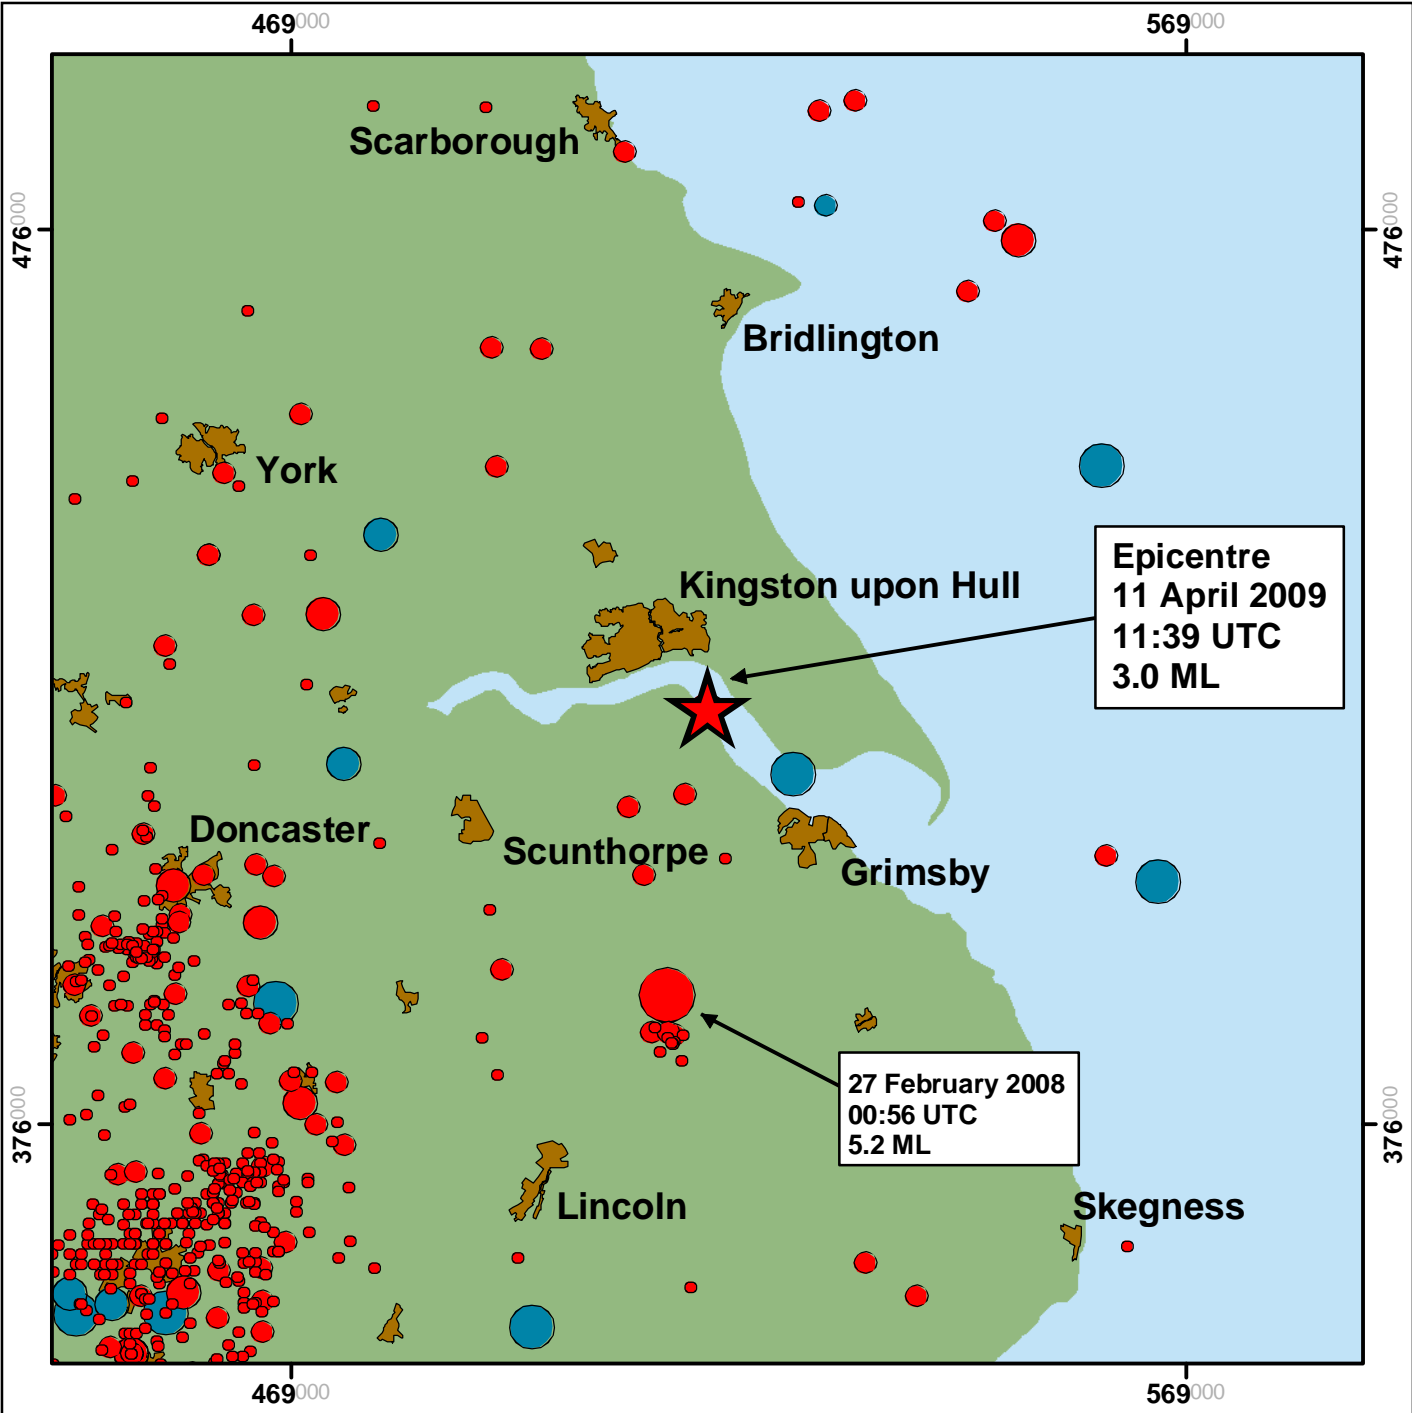 469000
569000
476000
476000
Scarborough
Bridlington
York
Kingston upon Hull
Epicentre
11 April 2009
11:39 UTC
3.0 ML
Doncaster
Scunthorpe
Grimsby
27 February 2008
00:56 UTC
5.2 ML
376000
376000
Lincoln
Skegness
469000
569000